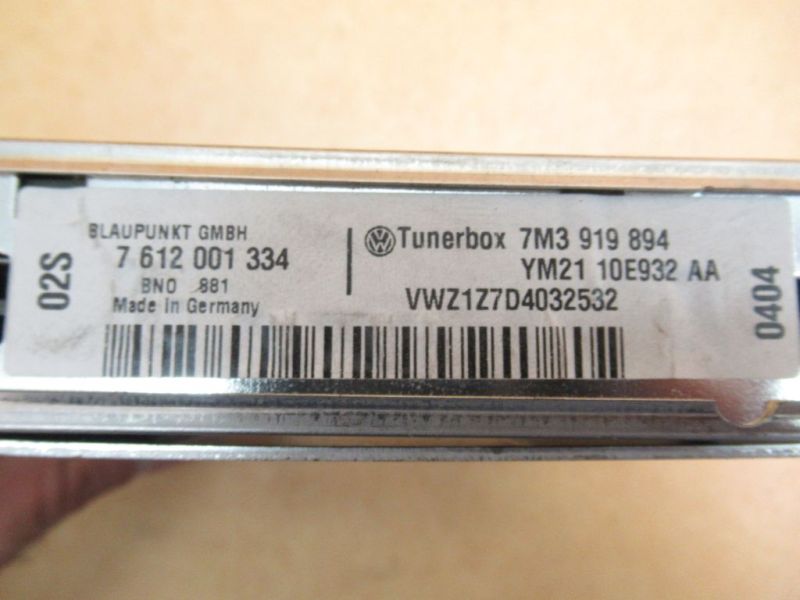 02S
BLAUPUNKT GMBH
7 612 001 334
BNO 881
Made in Germany
VW Tunerbox 7M3 919 894
YM21 10E932 AA
VWZ1Z7D4032532
0404